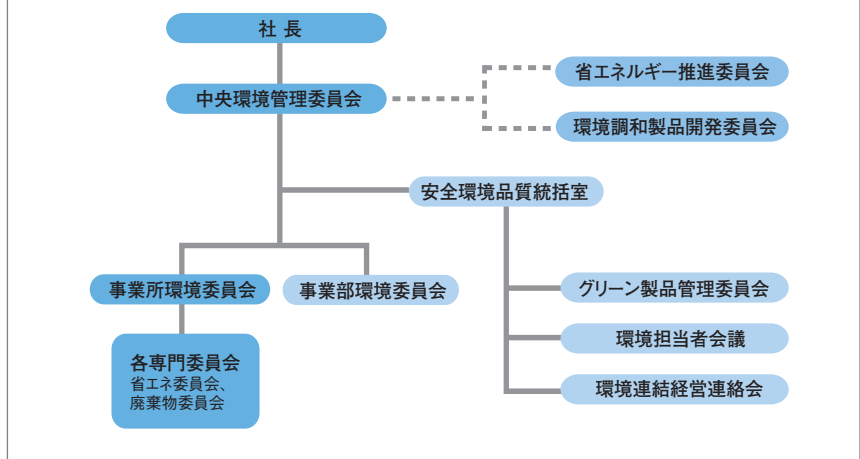 社 長
中央環境管理委員会
省エネルギー推進委員会
環境調和製品開発委員会
安全環境品質統括室
事業所環境委員会
事業部環境委員会
グリーン製品管理委員会
環境担当者会議
環境連結経営連絡会
各専門委員会
省エネ委員会、
廃棄物委員会